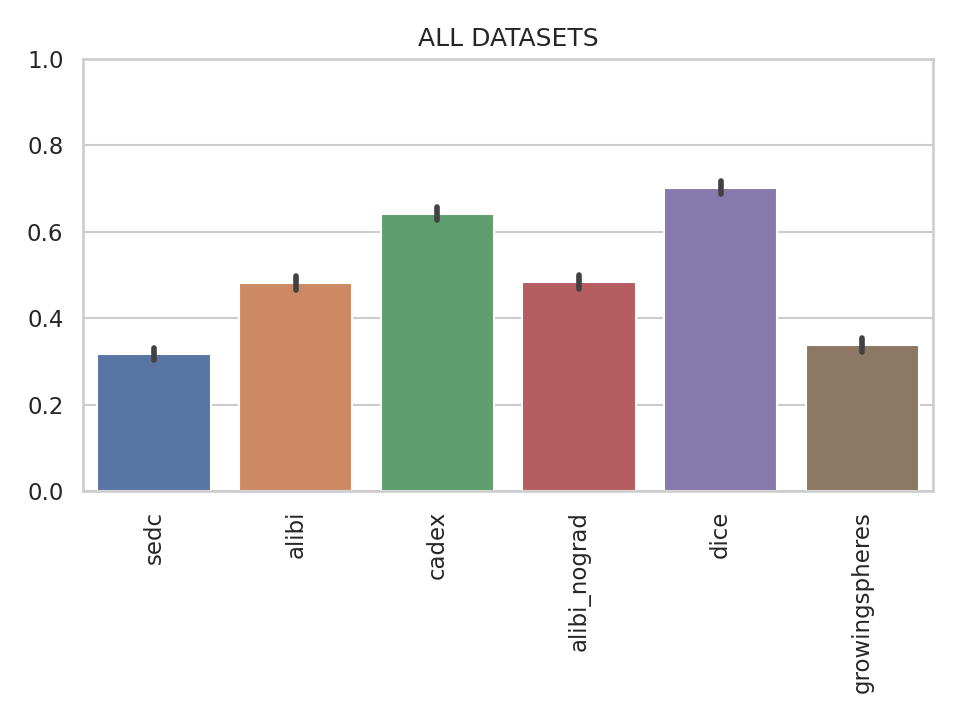 ALL DATASETS
1.0
0.8
0.6
0.4
0.2
0.0
sedc
alibi
cadex
alibi_nograd
dice
growingspheres